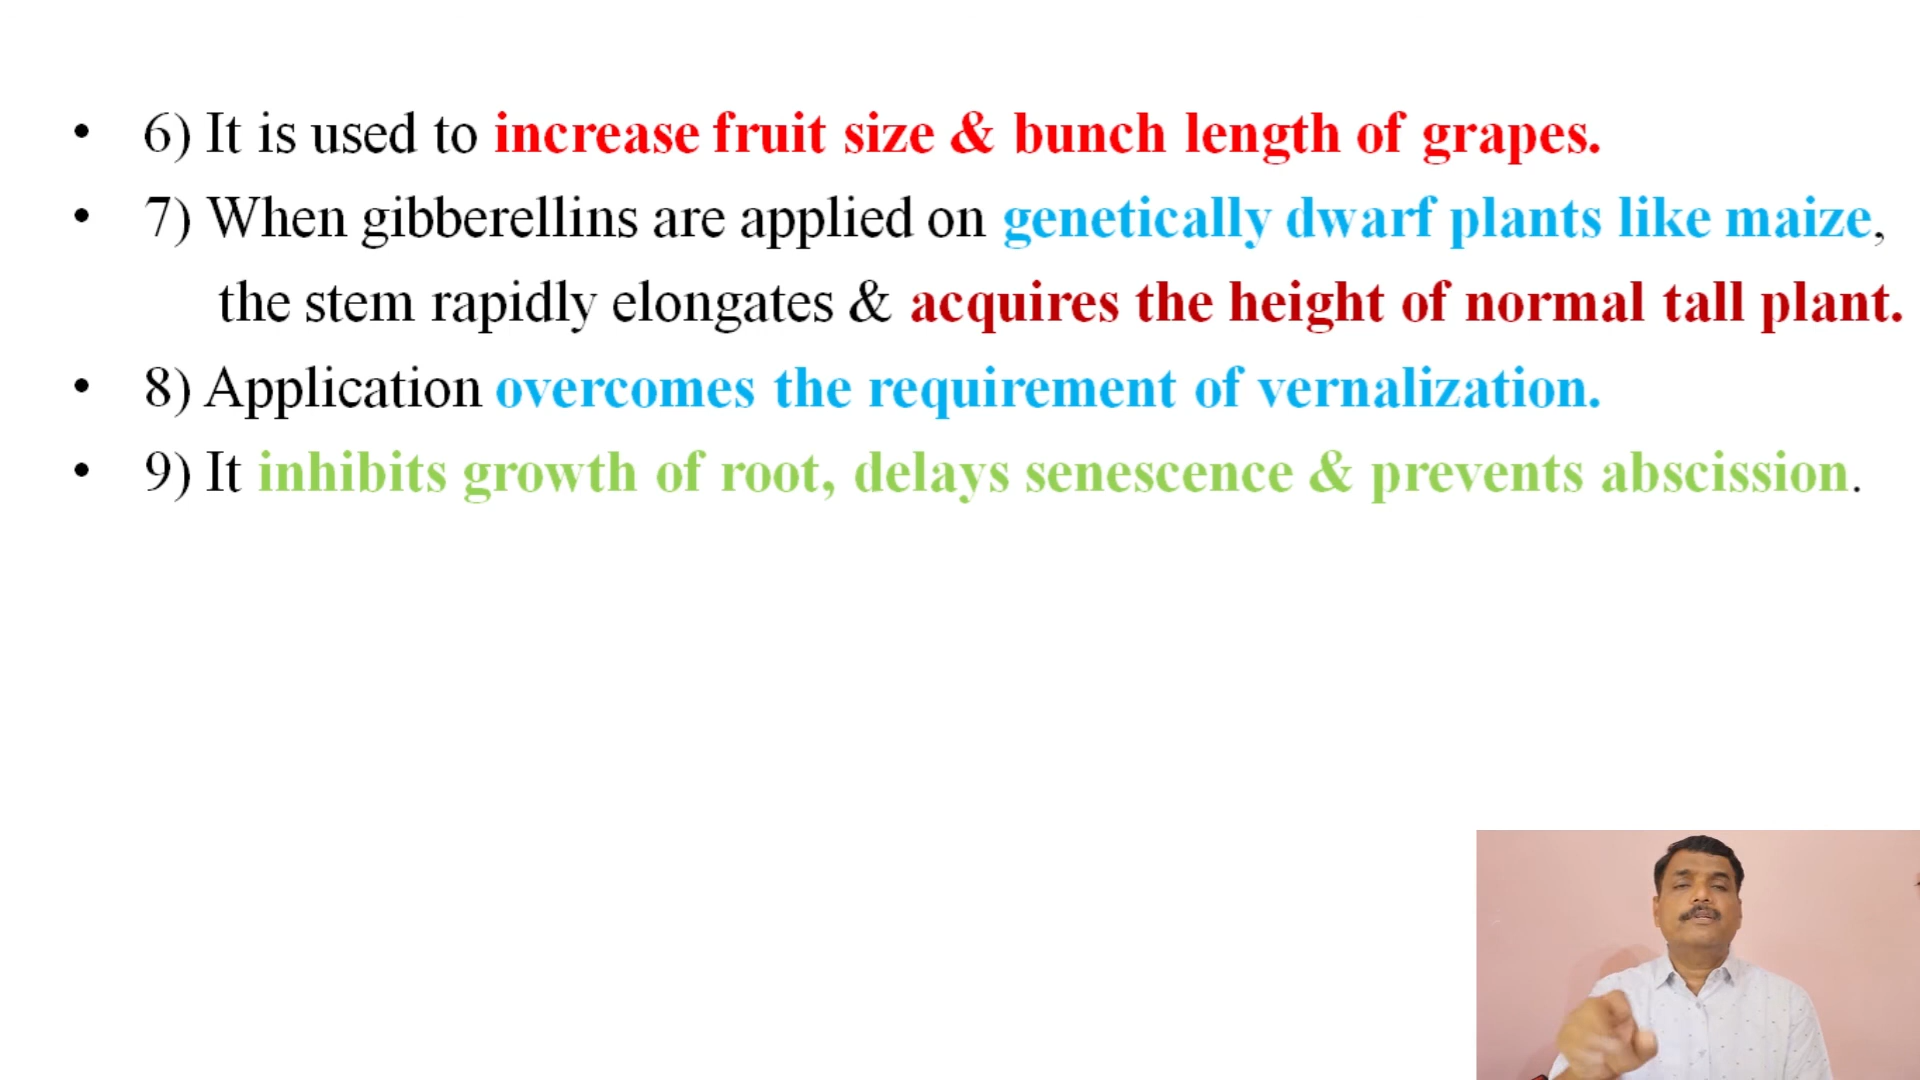 • 6) It is used to increase fruit size & bunch length of grapes.
• 7) When gibberellins are applied on genetically dwarf plants like maize,
the stem rapidly elongates & acquires the height of normal tall plant.
• 8) Application overcomes the requirement of vernalization.
• 9) It inhibits growth of root, delays senescence & prevents abscission.